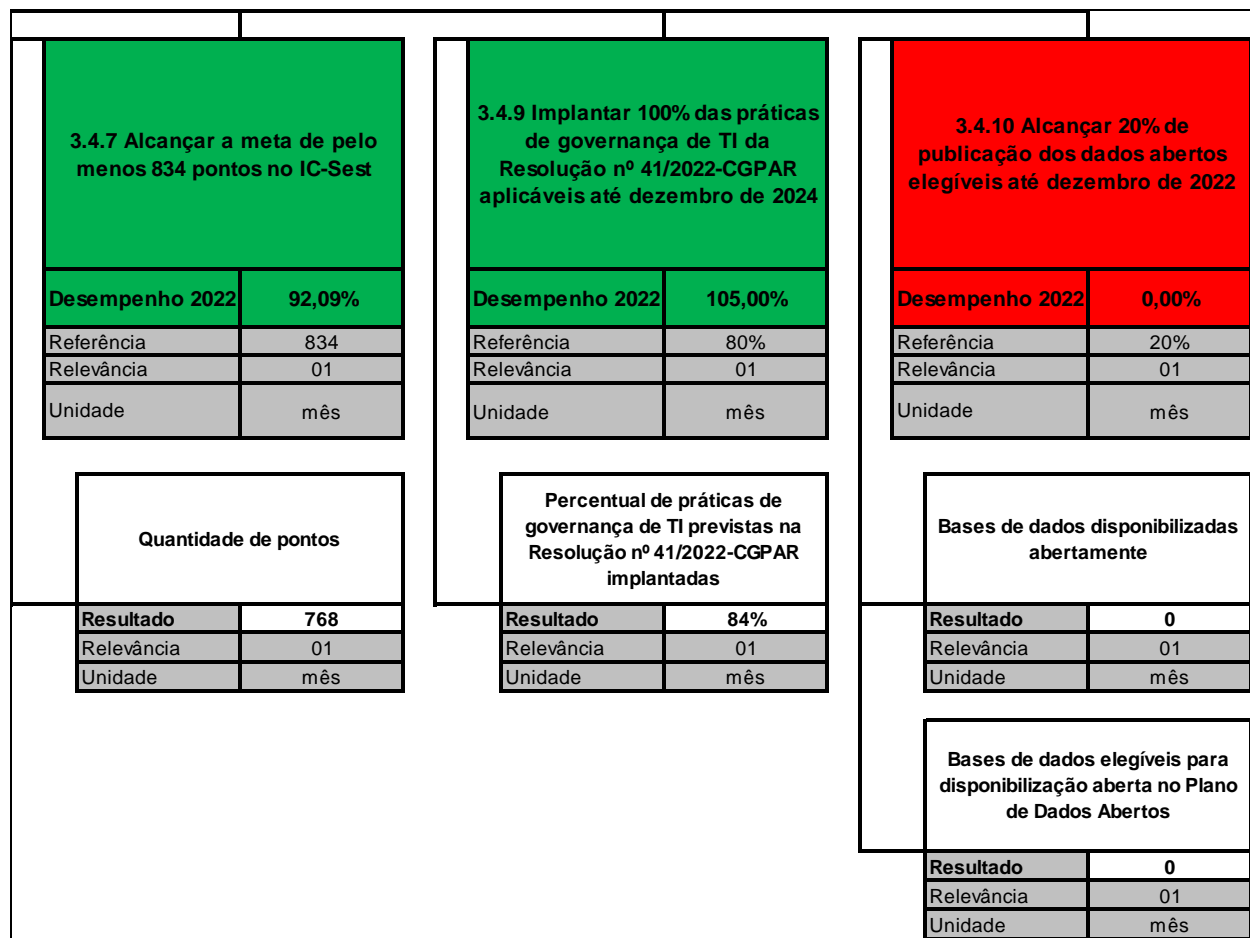 3.4.7 Alcançar a meta de pelo
menos 834 pontos no IC-Sest
Desempenho 2022 92,09%
Referência 834
Relevância 01
Unidade mês
Quantidade de pontos
Resultado 768
Relevância 01
Unidade mês
3.4.9 Implantar 100% das práticas
de governança de TI da
Resolução nº 41/2022-CGPAR
aplicáveis até dezembro de 2024
Desempenho 2022 105,00%
Referência 80%
Relevância 01
Unidade mês
Percentual de práticas de
governança de TI previstas na
Resolução nº 41/2022-CGPAR
implantadas
Resultado 84%
Relevância 01
Unidade mês
3.4.10 Alcançar 20% de
publicação dos dados abertos
elegíveis até dezembro de 2022
Desempenho 2022 0,00%
Referência 20%
Relevância 01
Unidade mês
Bases de dados disponibilizadas
abertamente
Resultado 0
Relevância 01
Unidade mês
Bases de dados elegíveis para
disponibilização aberta no Plano
de Dados Abertos
Resultado 0
Relevância 01
Unidade mês